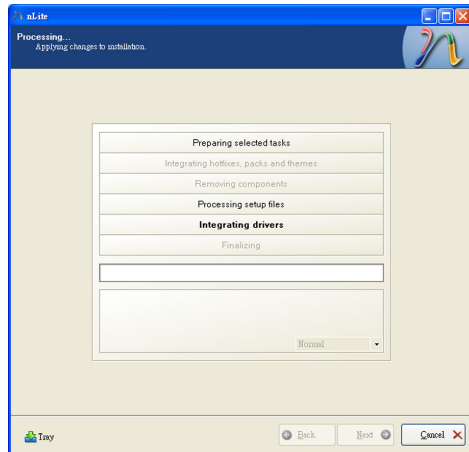 nLite
Processing...
Applying changes to installation.
Preparing selected tasks
Integrating hotfixes, packs and themes
Removing components
Processing setup files
Integrating drivers
Finalizing
Normal
Tray
Back
Next
Cancel